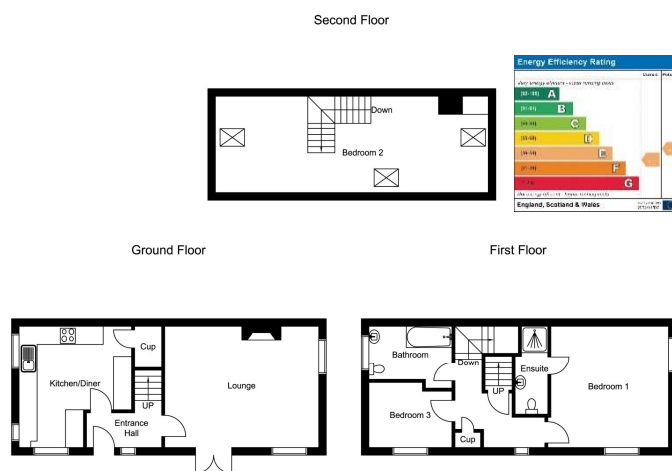 Second Floor
Down
Bedroom 2
Energy Efficiency Rating
A
B
C
D
E
F
G
England, Scotland & Wales
Ground Floor
First Floor
Cup
Kitchen/Diner
Lounge
UP
Entrance
Hall
Bathroom
Down
Ensuite
UP
Bedroom 1
Bedroom 3
Cup